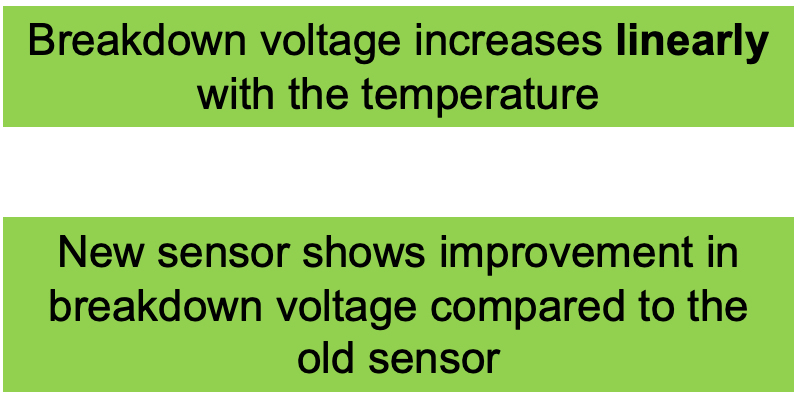 Breakdown voltage increases linearly
with the temperature
New sensor shows improvement in
breakdown voltage compared to the
old sensor